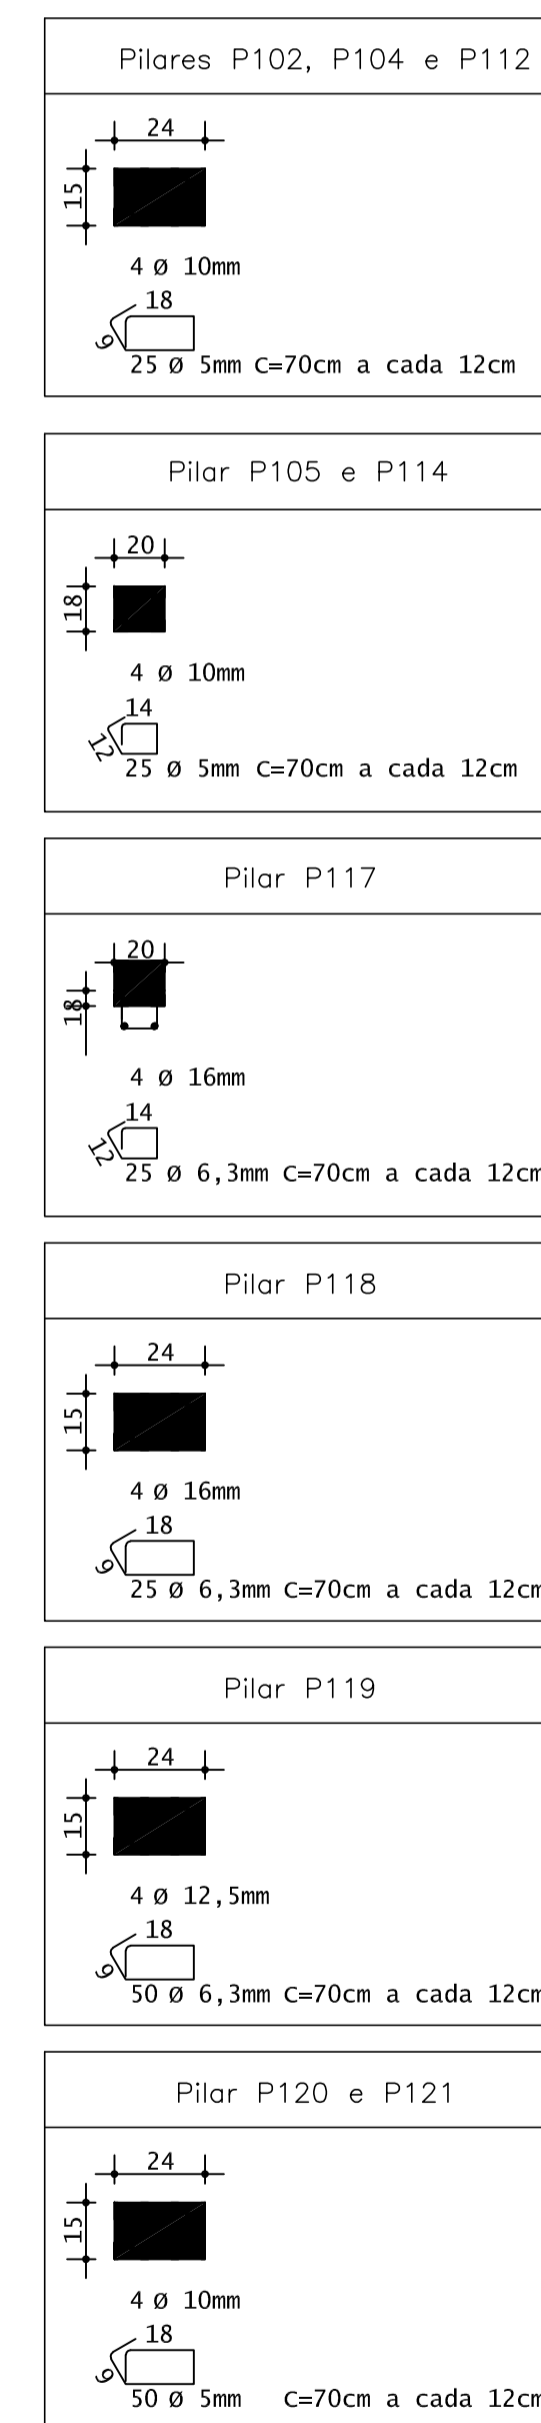 Pilares P102, P104 e P112
24
15
4 Ø 10mm
18
9
25 Ø 5mm C=70cm a cada 12cm
Pilar P105 e P114
20
18
4 Ø 10mm
14
12
25 Ø 5mm C=70cm a cada 12cm
Pilar P117
20
18
4 Ø 16mm
14
12
25 Ø 6,3mm C=70cm a cada 12cm
Pilar P118
24
15
4 Ø 16mm
18
9
25 Ø 6,3mm C=70cm a cada 12cm
Pilar P119
24
15
4 Ø 12,5mm
18
9
50 Ø 6,3mm C=70cm a cada 12cm
Pilar P120 e P121
24
15
4 Ø 10mm
18
9
50 Ø 5mm C=70cm a cada 12cm